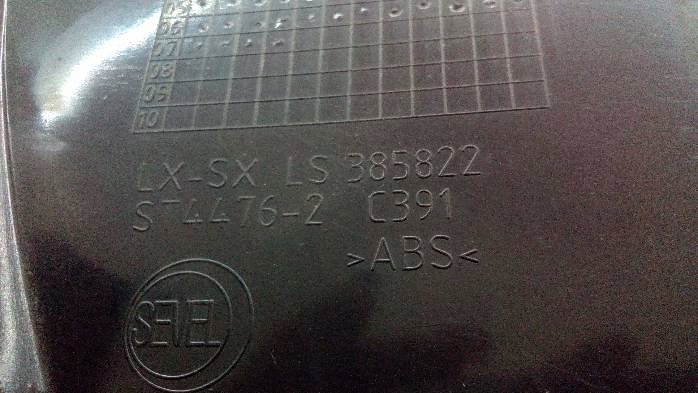 05
06
07
08
09
10
LX-SX LS 385822
ST4476-2 C391
>ABS<
SEVEL